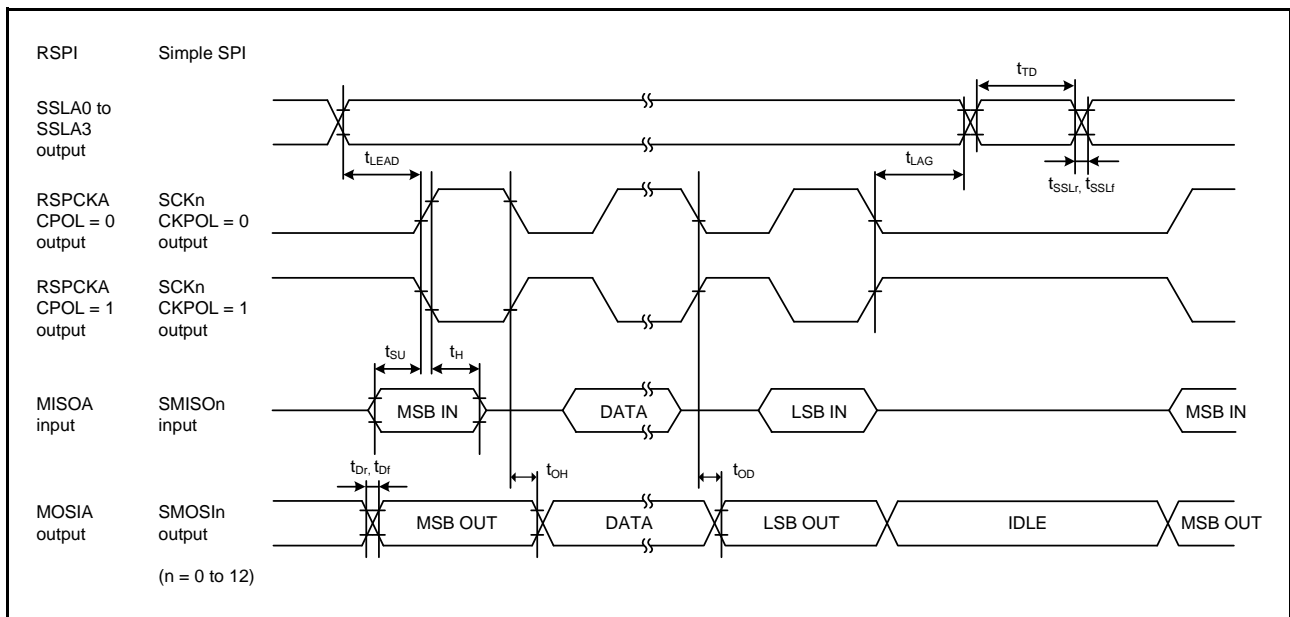 RSPI Simple SPI
tTD
SSLA0 to
SSLA3
output
tLEAD
tLAG
tSSLr, tSSLf
RSPCKA SCKn
CPOL = 0 CKPOL = 0
output output
RSPCKA SCKn
CPOL = 1 CKPOL = 1
output output
tSU tH
MISOA SMISOn
input input
MSB IN DATA LSB IN MSB IN
tDr, tDf tOH tOD
MOSIA SMOSIn
output output
MSB OUT DATA LSB OUT IDLE MSB OUT
(n = 0 to 12)